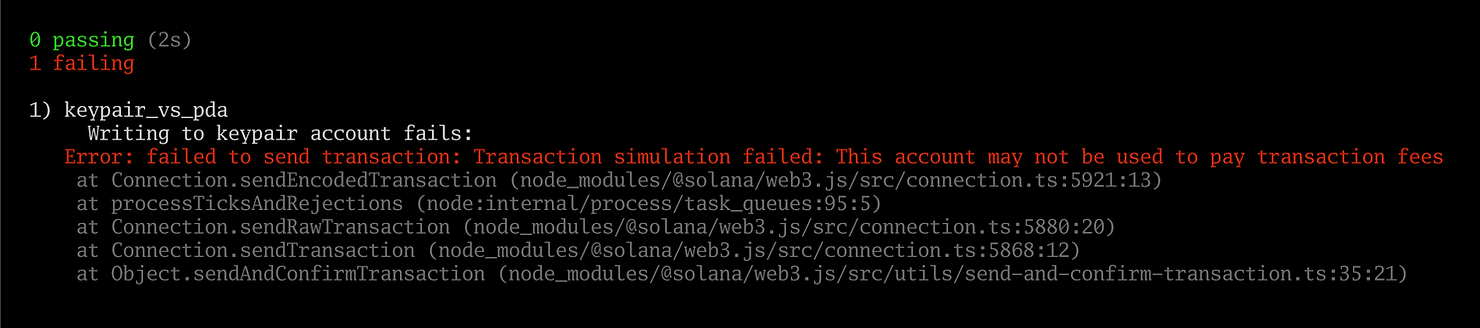 0 passing (2s)
1 failing
1) keypair_vs_pda
Writing to keypair account fails:
Error: failed to send transaction: Transaction simulation failed: This account may not be used to pay transaction fees
at Connection.sendEncodedTransaction (node_modules/@solana/web3.js/src/connection.ts:5921:13)
at processTicksAndRejections (node:internal/process/task_queues:95:5)
at Connection.sendRawTransaction (node_modules/@solana/web3.js/src/connection.ts:5880:20)
at Connection.sendTransaction (node_modules/@solana/web3.js/src/connection.ts:5868:12)
at Object.sendAndConfirmTransaction (node_modules/@solana/web3.js/src/utils/send-and-confirm-transaction.ts:35:21)